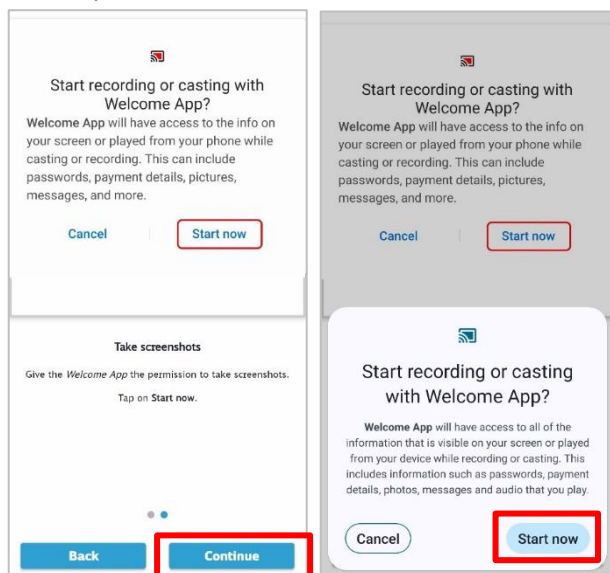 Start recording or casting with
Welcome App?
Welcome App will have access to the info on
your screen or played from your phone while
casting or recording. This can include
passwords, payment details, pictures,
messages, and more.
Cancel
Start now
Take screenshots
Give the Welcome App the permission to take screenshots.
Tap on Start now.
Back
Continue
Start recording or casting with
Welcome App?
Welcome App will have access to the info on
your screen or played from your phone while
casting or recording. This can include
passwords, payment details, pictures,
messages, and more.
Cancel
Start now
Start recording or casting
with Welcome App?
Welcome App will have access to all of the
information that is visible on your screen or played
from your device while recording or casting. This
includes information such as passwords, payment
details, photos, messages and audio that you play.
Cancel
Start now